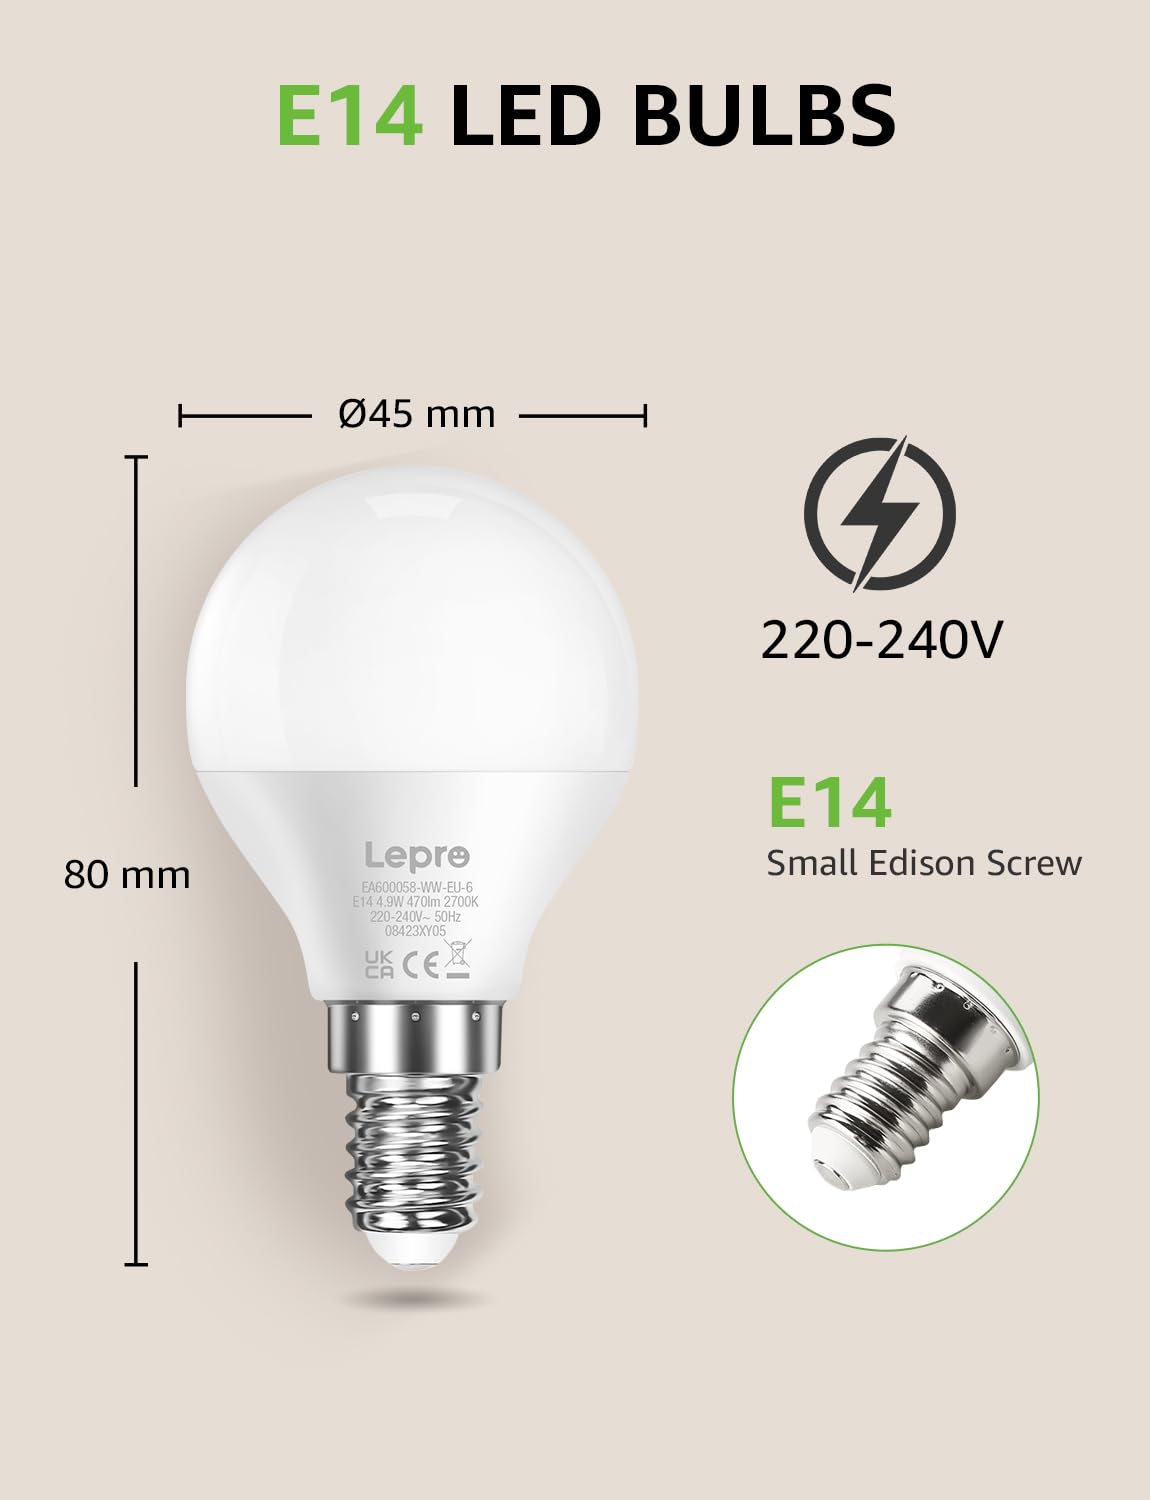 E14 LED BULBS
Ø45 mm
220-240V
E14
Small Edison Screw
80 mm
Lepro
EA600058-WW-EU-6
E14 4.9W 470lm 2700K
220-240V~ 50Hz
08423XY05
UK
CA CE